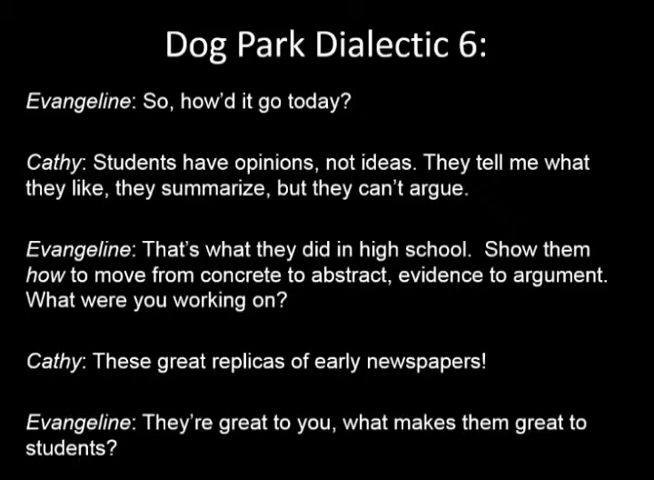 Dog Park Dialectic 6:
Evangeline: So, how’d it go today?
Cathy: Students have opinions, not ideas. They tell me what
they like, they summarize, but they can’t argue.
Evangeline: That’s what they did in high school.  Show them
how to move from concrete to abstract, evidence to argument.
What were you working on?
Cathy: These great replicas of early newspapers!
Evangeline: They’re great to you, what makes them great to
students?